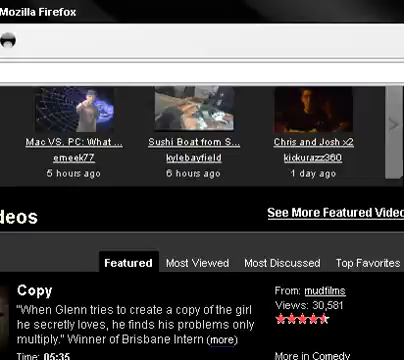 Mozilla Firefox
Mac VS. PC: What ... Sushi Boat from S... Chris and Josh x2
emeek77 kylebayfield kickurazz360
5 hours ago 6 hours ago 1 day ago
deos See More Featured Video
Featured Most Viewed Most Discussed Top Favorites
Copy
"When Glenn tries to create a copy of the girl
he secretly loves, he finds his problems only
multiply." Winner of Brisbane Intern (more)
Time: 05:35
From: mudfilms
Views: 30,581
More in Comedy